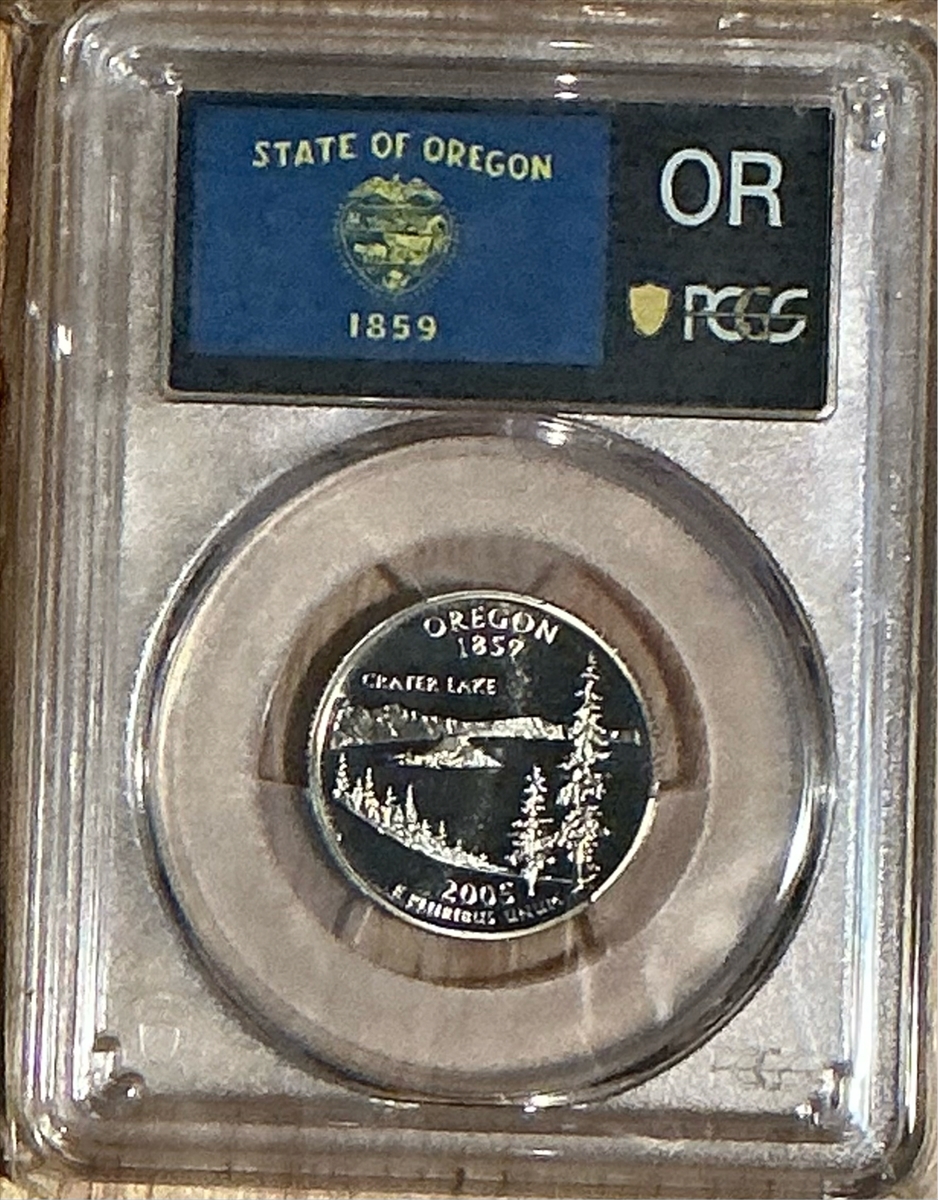 STATE OF OREGON
1859
OR
PCGS
OREGON
1859
CRATER LAKE
2005
E PLURIBUS UNUM